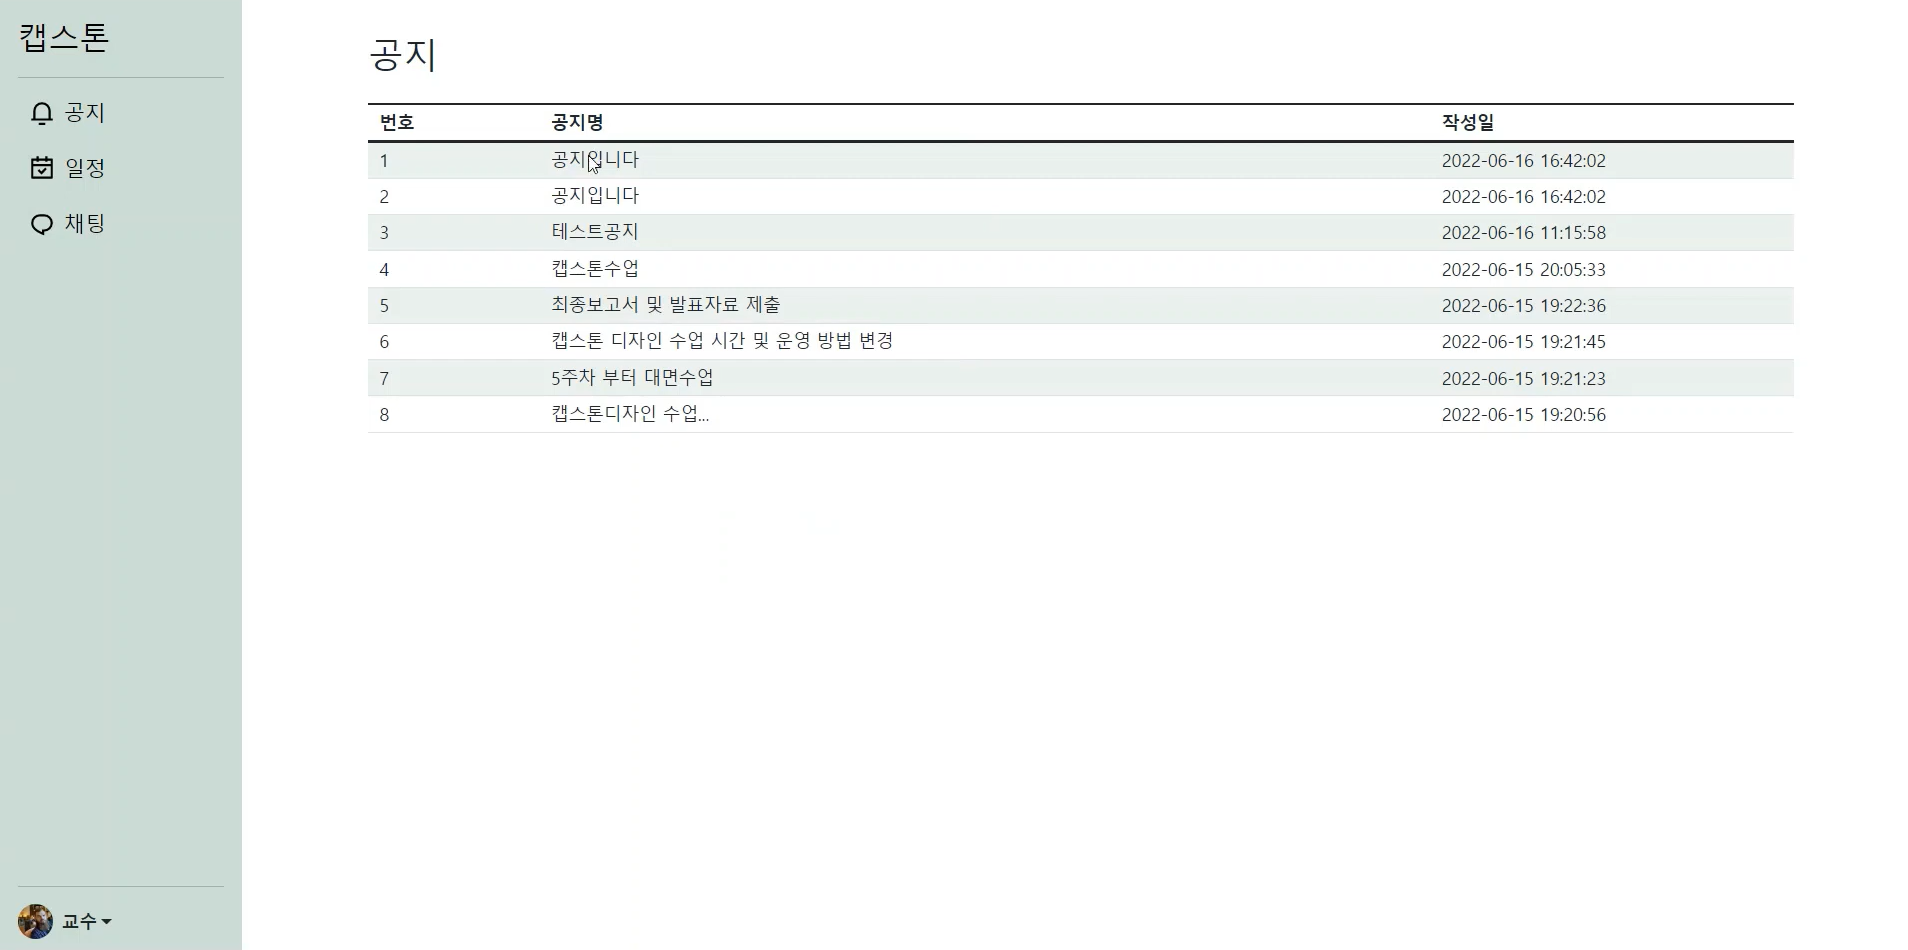 캡스톤
공지
일정
채팅
교수
공지
번호 공지명 작성일
1 공지입니다 2022-06-16 16:42:02
2 공지입니다 2022-06-16 16:42:02
3 테스트공지 2022-06-16 11:15:58
4 캡스톤수업 2022-06-15 20:05:33
5 최종보고서 및 발표자료 제출 2022-06-15 19:22:36
6 캡스톤 디자인 수업 시간 및 운영 방법 변경 2022-06-15 19:21:45
7 5주차 부터 대면수업 2022-06-15 19:21:23
8 캡스톤디자인 수업... 2022-06-15 19:20:56